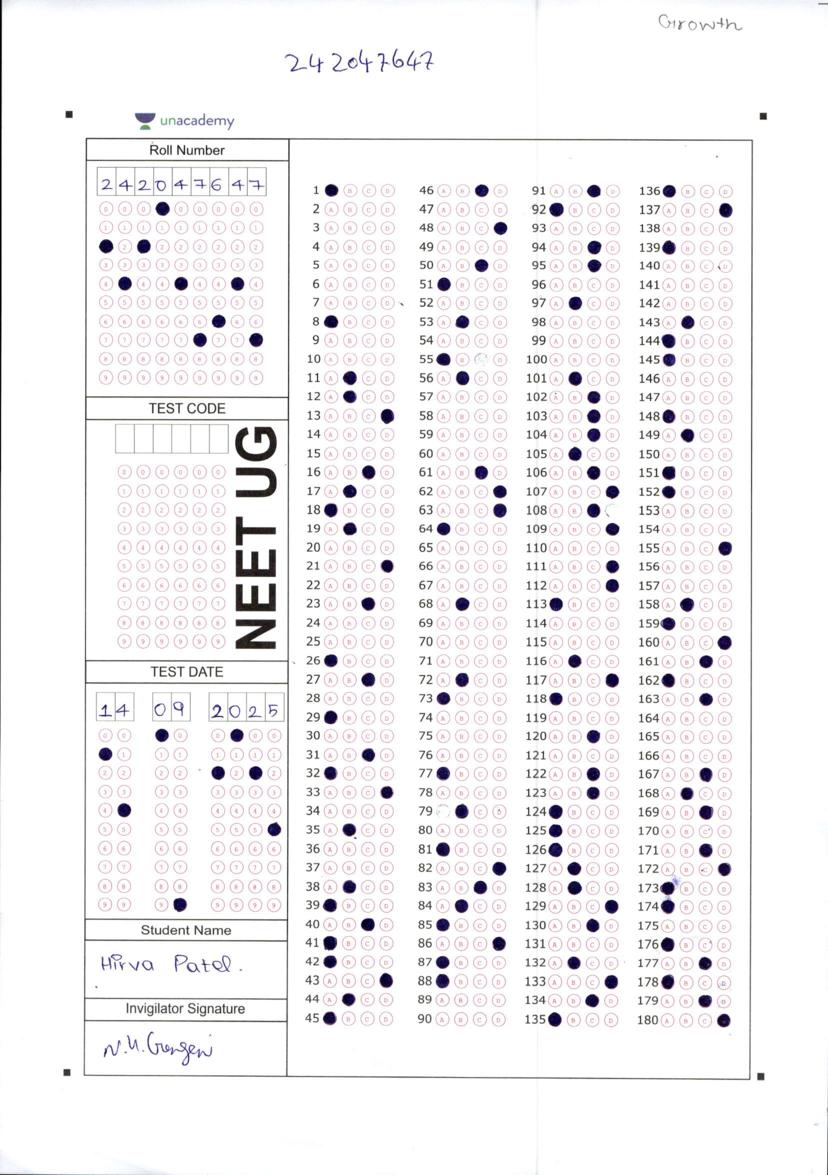 Growth
242047647
unacademy
Roll Number
2 4 2 0 4 7 6 4 7
TEST CODE
NEET UG
TEST DATE
14 09 2025
Student Name
Hirva Patel.
Invigilator Signature
1 B C D
2 A B C D
3 A B C D
4 A B C D
5 A B C D
6 A B C D
7 A B C D
8 B C D
9 A B C D
10 A B C D
11 A C D
12 A C D
13 A B C
14 A B C D
15 A B C D
16 A B D
17 A C D
18 B C D
19 A C D
20 A B C D
21 A B C
22 A B C D
23 A B D
24 A B C D
25 A B C D
26 B C D
27 A B D
28 A B C D
29 B C D
30 A B C D
31 A B D
32 B C D
33 A B C
34 A B C D
35 A C D
36 A B C D
37 A B C D
38 A C D
39 B C D
40 A B D
41 B C D
42 B C D
43 A B C
44 A C D
45 B C D
46 A B D
47 A B C D
48 A B C
49 A B C D
50 A B D
51 B C D
52 A B C D
53 A C D
54 A B C D
55 B D
56 A C D
57 A B C D
58 A B C D
59 A B C D
60 A B C D
61 A B D
62 A B C
63 A B C
64 B C D
65 A B C D
66 A B C D
67 A B C D
68 A C D
69 A B C D
70 A B C D
71 A B C D
72 A C D
73 B C D
74 A B C D
75 A B C D
76 A B C D
77 B C D
78 A B C D
79 C D
80 A B C D
81 B C D
82 A B C
83 A B D
84 A C D
85 B C D
86 A B C
87 B C D
88 B C D
89 A B C D
90 A B C D
91 A B D
92 B C D
93 A B C D
94 A B D
95 A B D
96 A B C D
97 A C D
98 A B C D
99 A B C D
100 A B C D
101 A C D
102 A B D
103 A B D
104 A B D
105 A C D
106 A B D
107 A B C
108 A B
109 A B C
110 A B C D
111 A B C
112 A B C
113 B C D
114 A B C D
115 A B C D
116 A C D
117 A B C
118 B C D
119 A B C D
120 A B D
121 A B C D
122 A B D
123 A B D
124 B C D
125 B C D
126 B C D
127 A C D
128 A C D
129 A B C
130 A B D
131 A B C D
132 A C D
133 A B C
134 A B D
135 B C D
136 B C D
137 A B C
138 A B C D
139 B C D
140 A B C D
141 A B C D
142 A B C D
143 A C D
144 B C D
145 B C D
146 A B C D
147 A B C D
148 B C D
149 A C D
150 A B C D
151 B C D
152 B C D
153 A B C D
154 A B C D
155 A B C
156 A B C D
157 A B C D
158 A C D
159 B C D
160 A B C
161 A B D
162 B C D
163 A B D
164 A B C D
165 A B C D
166 A B C D
167 A B D
168 A C D
169 A B D
170 A B C D
171 A B D
172 A B C
173 B C D
174 B C D
175 A B C D
176 B C D
177 A B D
178 B C D
179 A B D
180 A B C